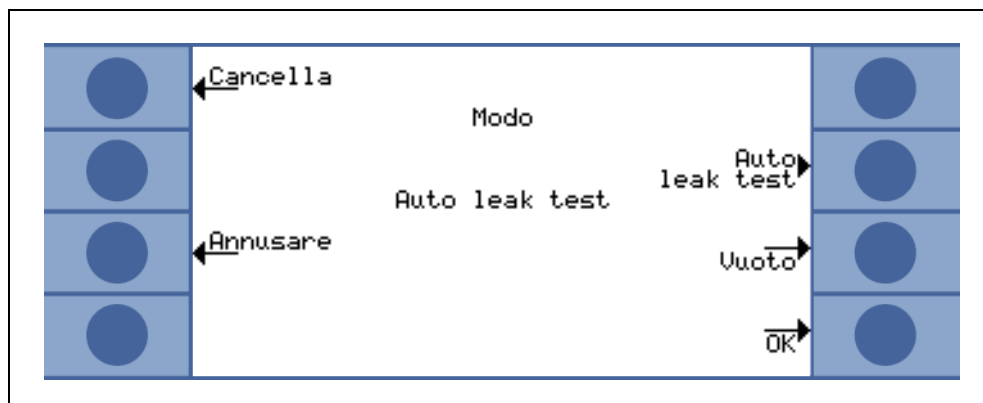 Cancella
Modo
Auto
leak test
Auto leak test
Annusare
Vuoto
OK